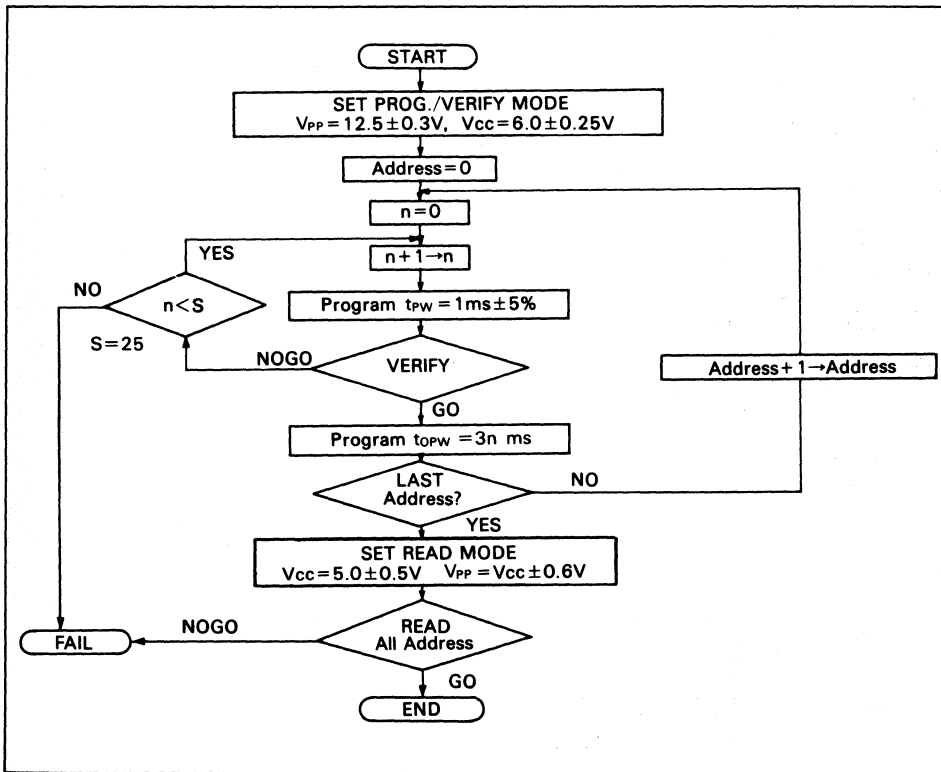 START
SET PROG./VERIFY MODE
VPP=12.5±0.3V, VCC=6.0±0.25V
Address=0
n=0
YES
n+1→n
NO
n<S
Program tPW=1ms±5%
S=25
NOGO
VERIFY
Address+1→Address
GO
Program tOPW=3n ms
LAST
Address?
NO
YES
SET READ MODE
VCC=5.0±0.5V VPP=VCC±0.6V
NOGO
READ
All Address
FAIL
GO
END